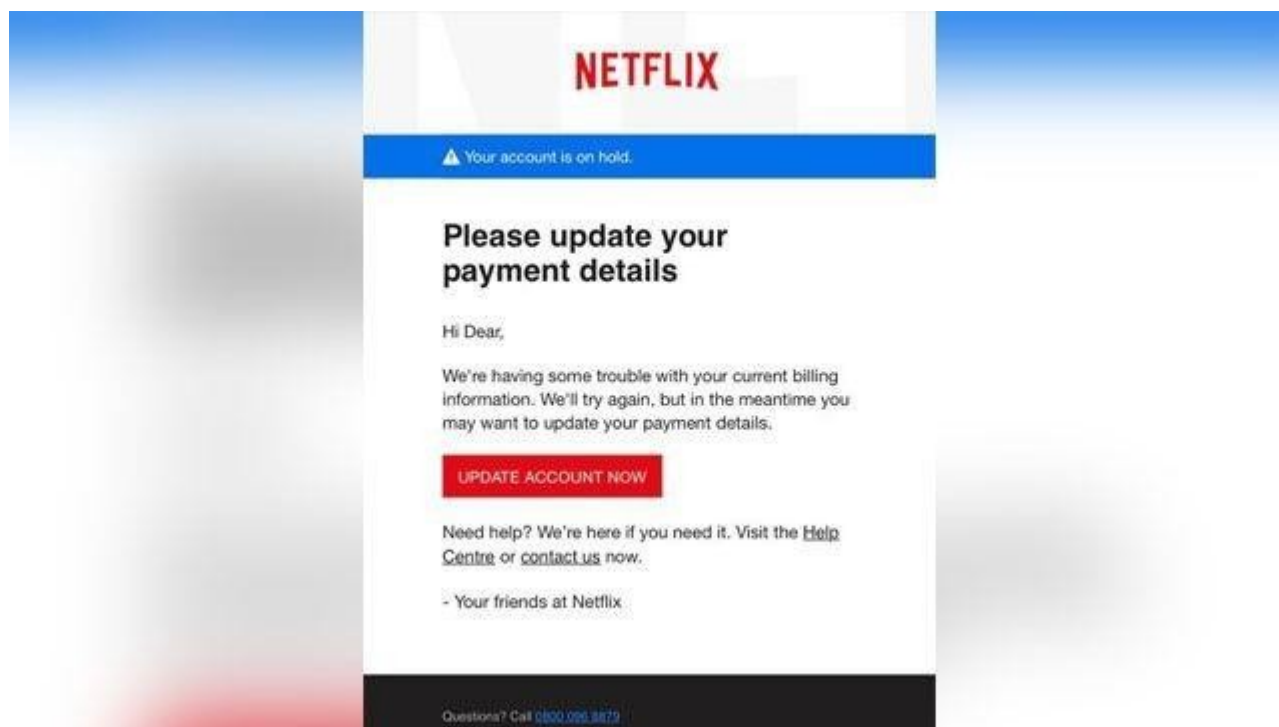 NETFLIX
Your account is on hold.
Please update your
payment details
Hi Dear,
We're having some trouble with your current billing
information. We'll try again, but in the meantime you
may want to update your payment details.
UPDATE ACCOUNT NOW
Need help? We're here if you need it. Visit the Help
Centre or contact us now.
- Your friends at Netflix
Questions? Call